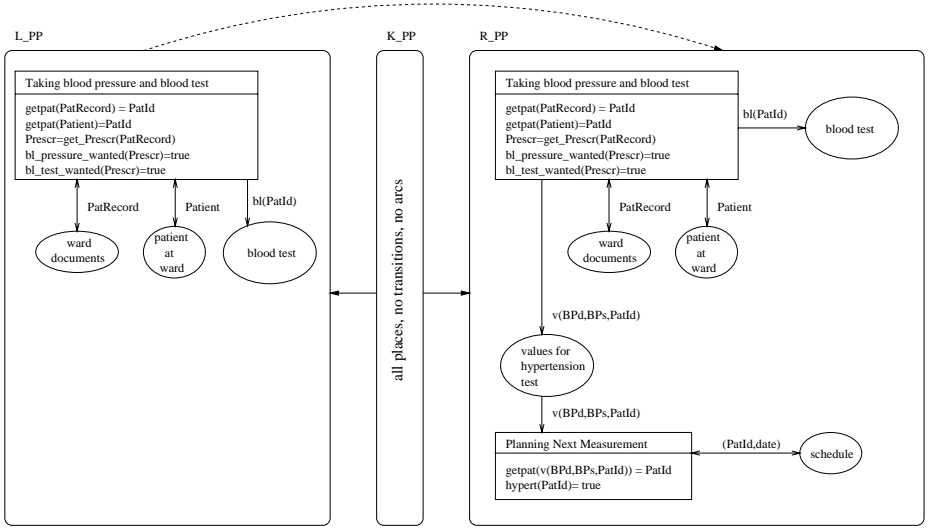 L_PP
K_PP
R_PP
Taking blood pressure and blood test
getpat(PatRecord) = PatId
getpat(Patient)=PatId
Prescr=get_Prescr(PatRecord)
bl_pressure_wanted(Prescr)=true
bl_test_wanted(Prescr)=true
PatRecord
Patient
bl(PatId)
ward
documents
patient
at
ward
blood test
all places, no transitions, no arcs
Taking blood pressure and blood test
getpat(PatRecord) = PatId
getpat(Patient)=PatId
Prescr=get_Prescr(PatRecord)
bl_pressure_wanted(Prescr)=true
bl_test_wanted(Prescr)=true
bl(PatId)
blood test
PatRecord
Patient
ward
documents
patient
at
ward
v(BPd,BPs,PatId)
values for
hypertension
test
v(BPd,BPs,PatId)
Planning Next Measurement
getpat(v(BPd,BPs,PatId)) = PatId
hypert(PatId)= true
(PatId,date)
schedule